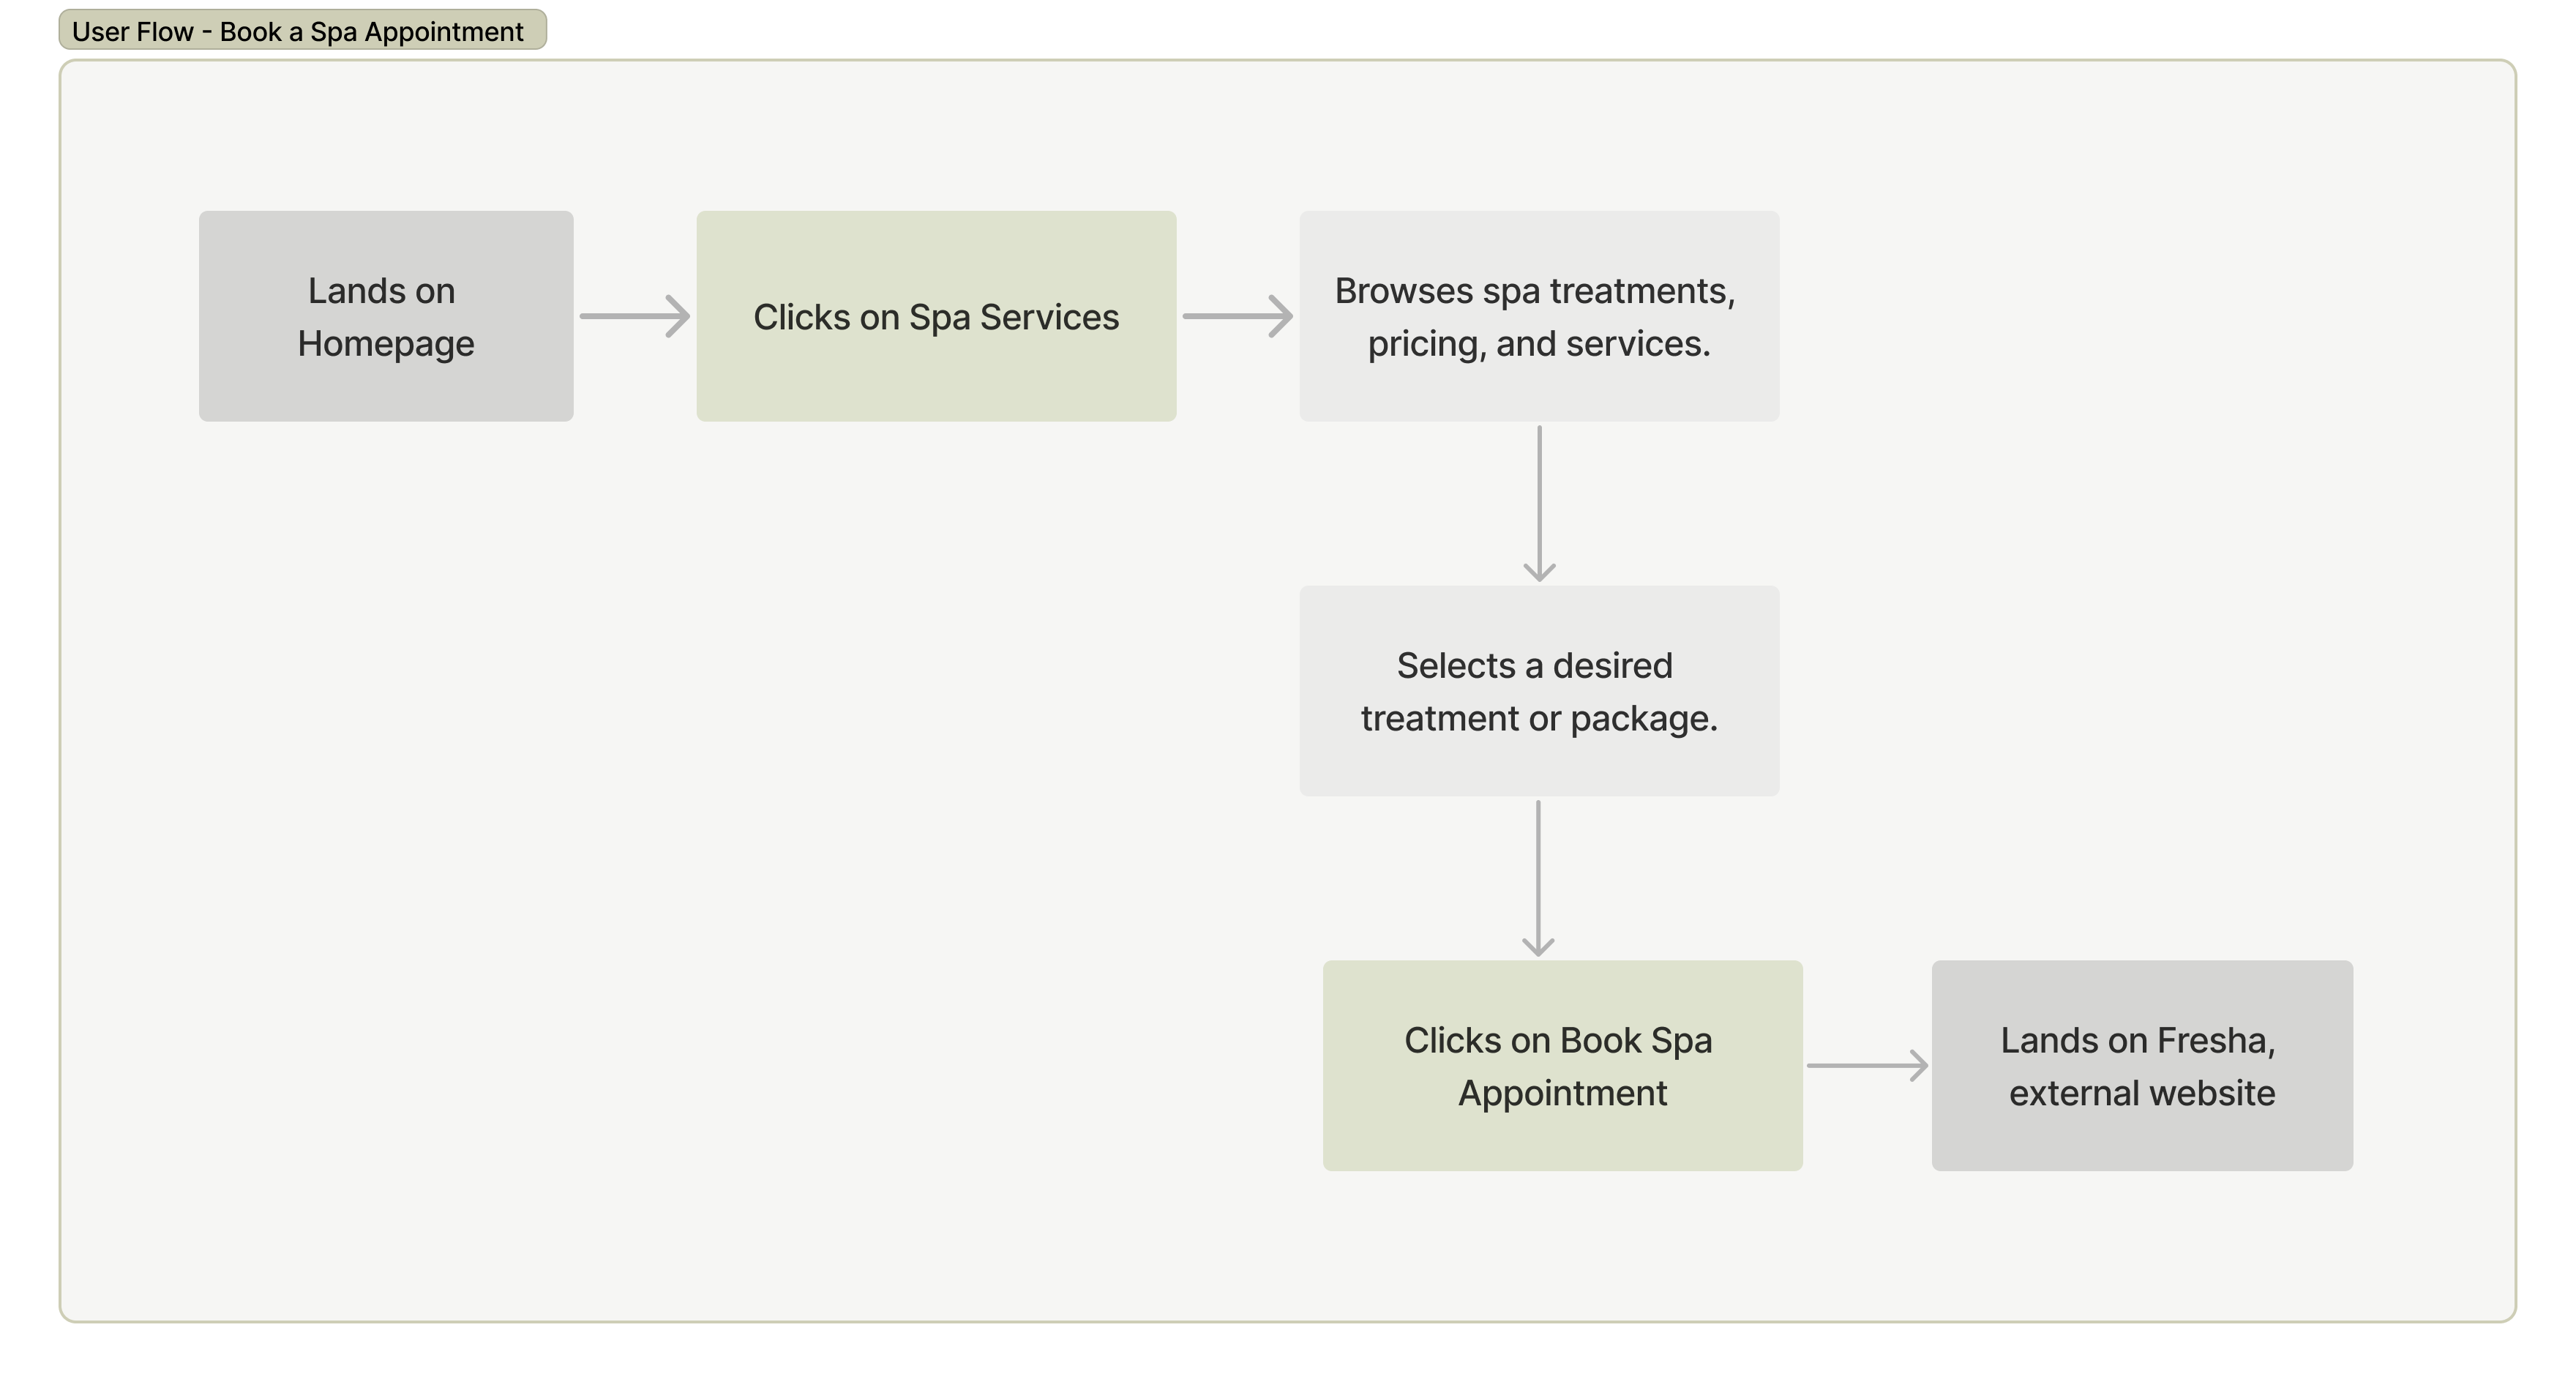 User Flow - Book a Spa Appointment
Lands on
Homepage
Clicks on Spa Services
Browses spa treatments,
pricing, and services.
Selects a desired
treatment or package.
Clicks on Book Spa
Appointment
Lands on Fresha,
external website